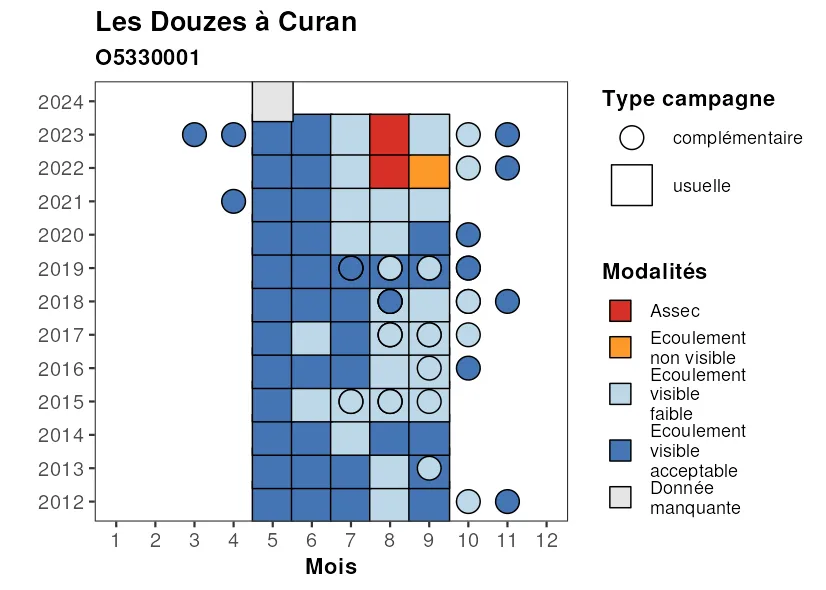 Les Douzes à Curan
O5330001
2024
2023
2022
2021
2020
2019
2018
2017
2016
2015
2014
2013
2012
1 2 3 4 5 6 7 8 9 10 11 12
Mois
Type campagne
complémentaire
usuelle
Modalités
Assec
Ecoulement
non visible
Ecoulement
visible
faible
Ecoulement
visible
acceptable
Donnée
manquante